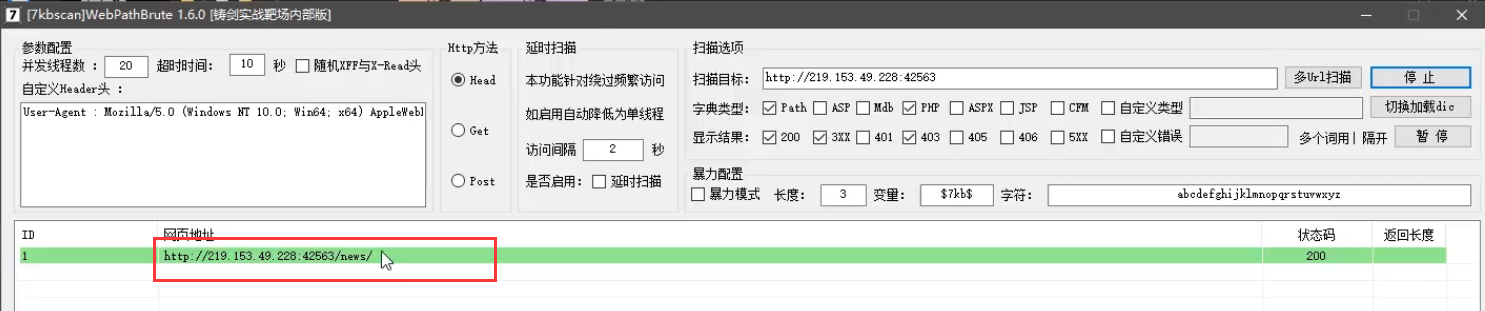 7 [7kbscan]WebPathBrute 1.6.0 [铸剑实战靶场内部版]
参数配置
并发线程数： 20 超时时间： 10 秒 随机XFF与X-Read头
自定义Header头 ：
User-Agent : Mozilla/5.0 (Windows NT 10.0; Win64; x64) AppleWebK
Http方法
Head
Get
Post
延时扫描
本功能针对绕过频繁访问
如启用自动降低为单线程
访问间隔 2 秒
是否启用： 延时扫描
扫描选项
扫描目标： http://219.153.49.228:42563 多Url扫描 停 止
字典类型： Path ASP Mdb PHP ASPX JSP CFM 自定义类型 切换加载dic
显示结果： 200 3XX 401 403 405 406 5XX 自定义错误 多个词用| 隔开 暂 停
暴力配置
暴力模式 长度： 3 变量： $7kb$ 字符： abcdefghijklmnopqrstuvwxyz
ID 网页地址 状态码 返回长度
1 http://219.153.49.228:42563/news/ 200